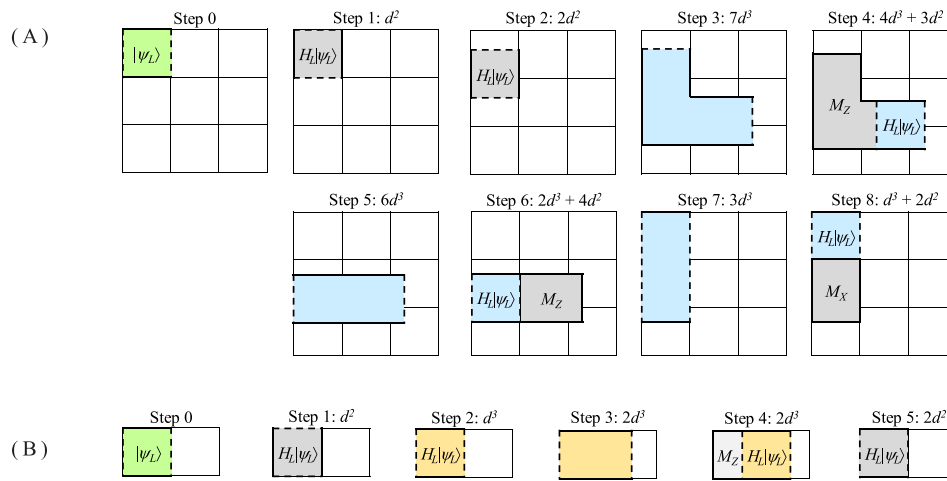 (A)
Step 0
Step 1: d²
Step 2: 2d²
Step 3: 7d³
Step 4: 4d³ + 3d²
|ψL⟩
HL|ψL⟩
HL|ψL⟩
MZ
HL|ψL⟩
Step 5: 6d³
Step 6: 2d³ + 4d²
Step 7: 3d³
Step 8: d³ + 2d²
HL|ψL⟩
HL|ψL⟩
MZ
MX
(B)
Step 0
Step 1: d²
Step 2: d³
Step 3: 2d³
Step 4: 2d³
Step 5: 2d²
|ψL⟩
HL|ψL⟩
HL|ψL⟩
MZ
HL|ψL⟩
HL|ψL⟩